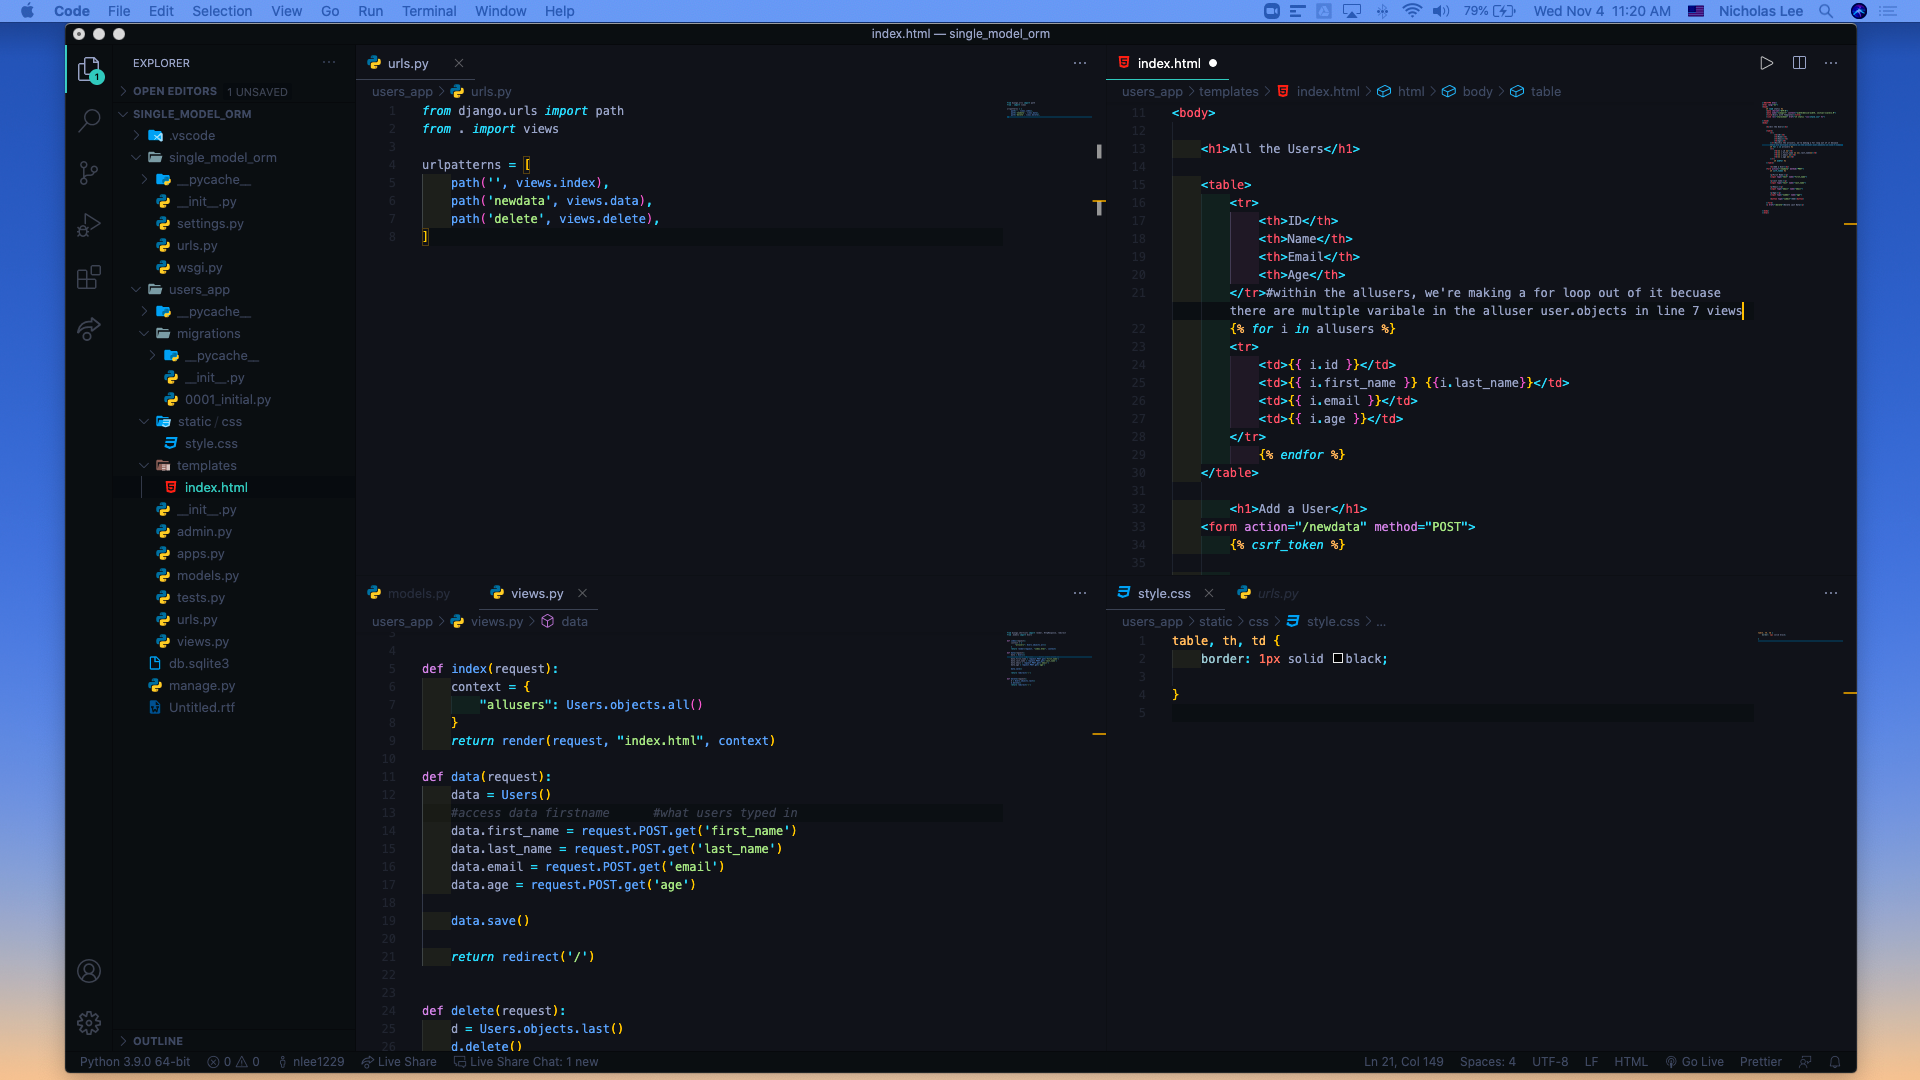 Code File Edit Selection View Go Run Terminal Window Help
79% Wed Nov 4 11:20 AM Nicholas Lee
index.html — single_model_orm
EXPLORER
OPEN EDITORS 1 UNSAVED
SINGLE_MODEL_ORM
.vscode
single_model_orm
__pycache__
__init__.py
settings.py
urls.py
wsgi.py
users_app
__pycache__
migrations
__pycache__
__init__.py
0001_initial.py
static / css
style.css
templates
index.html
__init__.py
admin.py
apps.py
models.py
tests.py
urls.py
views.py
db.sqlite3
manage.py
Untitled.rtf
OUTLINE
1
urls.py
users_app > urls.py
1 from django.urls import path
2 from . import views
3
4 urlpatterns = [
5 path('', views.index),
6 path('newdata', views.data),
7 path('delete', views.delete),
8 ]
index.html
users_app > templates > index.html > html > body > table
11 <body>
12
13 <h1>All the Users</h1>
14
15 <table>
16 <tr>
17 <th>ID</th>
18 <th>Name</th>
19 <th>Email</th>
20 <th>Age</th>
21 </tr>#within the allusers, we're making a for loop out of it becuase
there are multiple varibale in the alluser user.objects in line 7 views
22 {% for i in allusers %}
23 <tr>
24 <td>{{ i.id }}</td>
25 <td>{{ i.first_name }} {{i.last_name}}</td>
26 <td>{{ i.email }}</td>
27 <td>{{ i.age }}</td>
28 </tr>
29 {% endfor %}
30 </table>
31
32 <h1>Add a User</h1>
33 <form action="/newdata" method="POST">
34 {% csrf_token %}
35
models.py views.py
users_app > views.py > data
3
4
5 def index(request):
6 context = {
7 "allusers": Users.objects.all()
8 }
9 return render(request, "index.html", context)
10
11 def data(request):
12 data = Users()
13 #access data firstname #what users typed in
14 data.first_name = request.POST.get('first_name')
15 data.last_name = request.POST.get('last_name')
16 data.email = request.POST.get('email')
17 data.age = request.POST.get('age')
18
19 data.save()
20
21 return redirect('/')
22
23
24 def delete(request):
25 d = Users.objects.last()
26 d.delete()
style.css urls.py
users_app > static > css > style.css > ...
1 table, th, td {
2 border: 1px solid black;
3
4 }
5
Python 3.9.0 64-bit 0 0 nlee1229 Live Share Live Share Chat: 1 new
Ln 21, Col 149 Spaces: 4 UTF-8 LF HTML Go Live Prettier